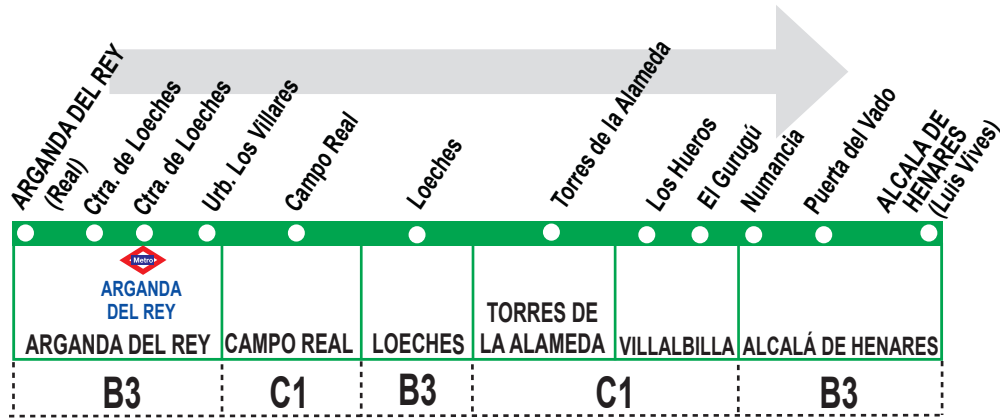 ARGANDA DEL REY
(Real)
Ctra. de Loeches
Ctra. de Loeches
Urb. Los Villares
Campo Real
Loeches
Torres de la Alameda
Los Hueros
El Gurugú
Numancia
Puerta del Vado
ALCALA DE
HENARES
(Luis Vives)
Metro
ARGANDA
DEL REY
ARGANDA DEL REY
CAMPO REAL
LOECHES
TORRES DE
LA ALAMEDA
VILLALBILLA
ALCALÁ DE HENARES
B3
C1
B3
C1
B3